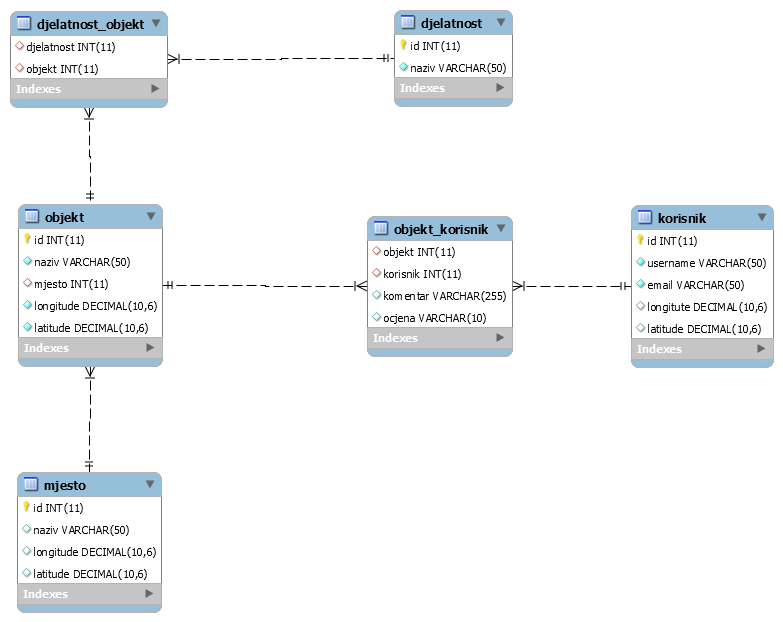 djelatnost_objekt
djelatnost INT(11)
objekt INT(11)
Indexes
djelatnost
id INT(11)
naziv VARCHAR(50)
Indexes
objekt
id INT(11)
naziv VARCHAR(50)
mjesto INT(11)
longitude DECIMAL(10,6)
latitude DECIMAL(10,6)
Indexes
objekt_korisnik
objekt INT(11)
korisnik INT(11)
komentar VARCHAR(255)
ocjena VARCHAR(10)
Indexes
korisnik
id INT(11)
username VARCHAR(50)
email VARCHAR(50)
longitute DECIMAL(10,6)
latitude DECIMAL(10,6)
Indexes
mjesto
id INT(11)
naziv VARCHAR(50)
longitude DECIMAL(10,6)
latitude DECIMAL(10,6)
Indexes